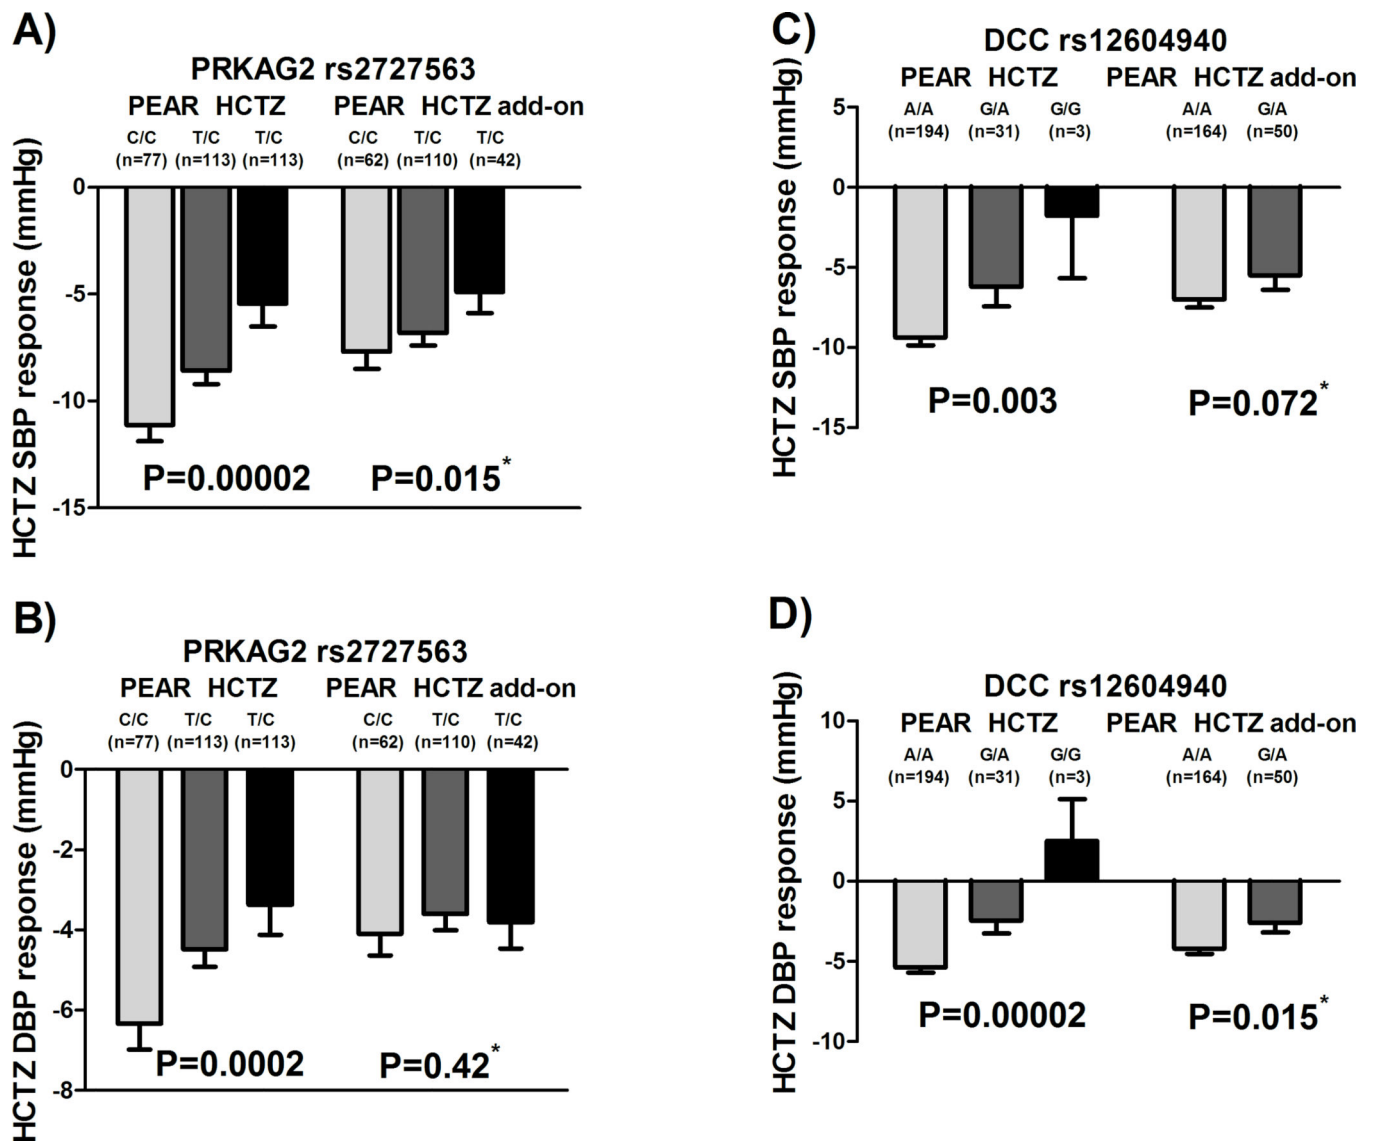 A)
PRKAG2 rs2727563
PEAR HCTZ PEAR HCTZ add-on
C/C T/C T/C C/C T/C T/C
(n=77) (n=113) (n=113) (n=62) (n=110) (n=42)
HCTZ SBP response (mmHg)
0
-5
-10
-15
P=0.00002 P=0.015*
B)
PRKAG2 rs2727563
PEAR HCTZ PEAR HCTZ add-on
C/C T/C T/C C/C T/C T/C
(n=77) (n=113) (n=113) (n=62) (n=110) (n=42)
HCTZ DBP response (mmHg)
0
-2
-4
-6
-8
P=0.0002 P=0.42*
C)
DCC rs12604940
PEAR HCTZ PEAR HCTZ add-on
A/A G/A G/G A/A G/A
(n=194) (n=31) (n=3) (n=164) (n=50)
HCTZ SBP response (mmHg)
5
0
-5
-10
-15
P=0.003 P=0.072*
D)
DCC rs12604940
PEAR HCTZ PEAR HCTZ add-on
A/A G/A G/G A/A G/A
(n=194) (n=31) (n=3) (n=164) (n=50)
HCTZ DBP response (mmHg)
10
5
0
-5
-10
P=0.00002 P=0.015*